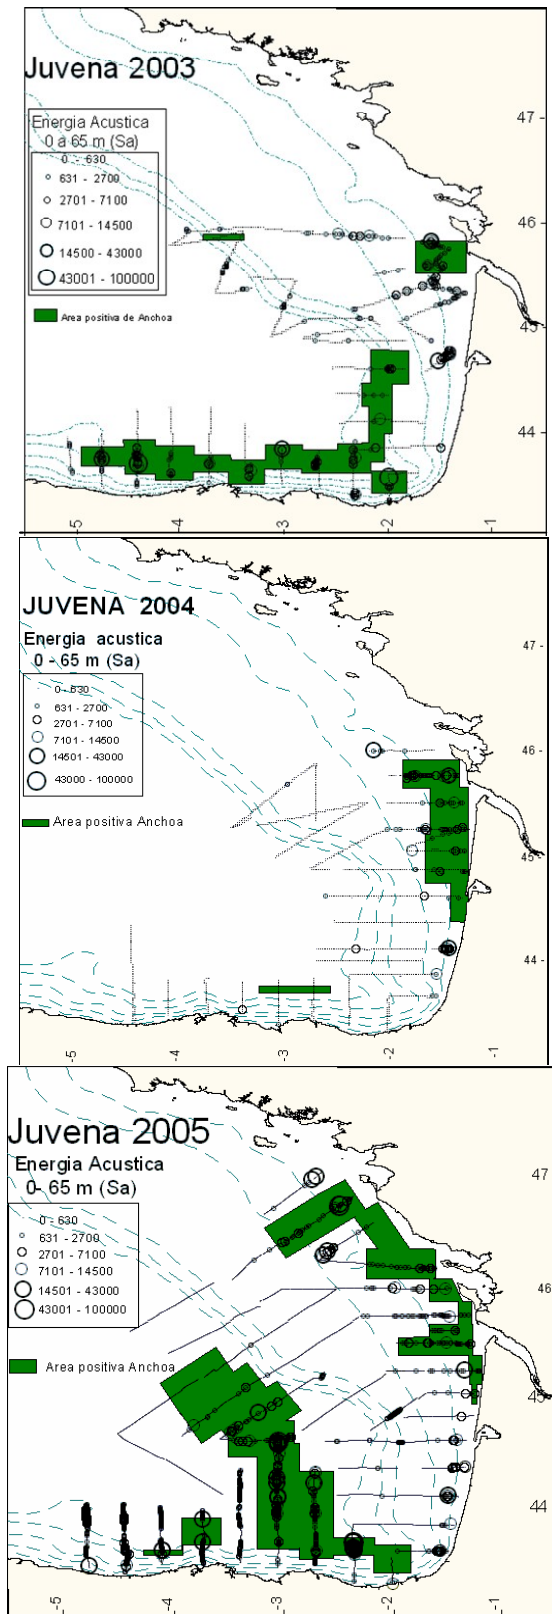 Juvena 2003
Energia Acustica
0 a 65 m (Sa)
0 - 630
631 - 2700
2701 - 7100
7101 - 14500
14500 - 43000
43001 - 100000
Area positiva de Anchoa
47
46
45
44
-5
-4
-3
-2
-1
JUVENA 2004
Energia acustica
0 - 65 m (Sa)
0 - 630
631 - 2700
2701 - 7100
7101 - 14500
14501 - 43000
43000 - 100000
Area positiva Anchoa
47
46
45
44
-5
-4
-3
-2
-1
Juvena 2005
Energia Acustica
0- 65 m (Sa)
0 - 630
631 - 2700
2701 - 7100
7101 - 14500
14501 - 43000
43001 - 100000
Area positiva Anchoa
47
46
45
44
-5
-4
-3
-2
-1